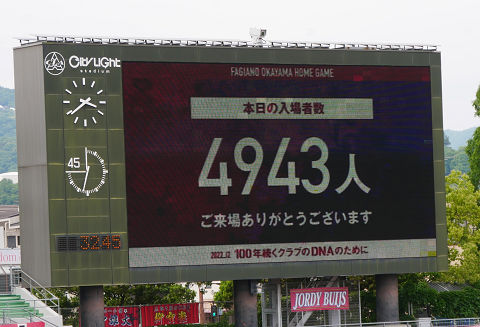 City Light
stadium
FAGIANO OKAYAMA HOME GAME
本日の入場者数
4943人
ご来場ありがとうございます
2022.12 100年続くクラブのDNAのために
45
32:45
JORDY BUIJS